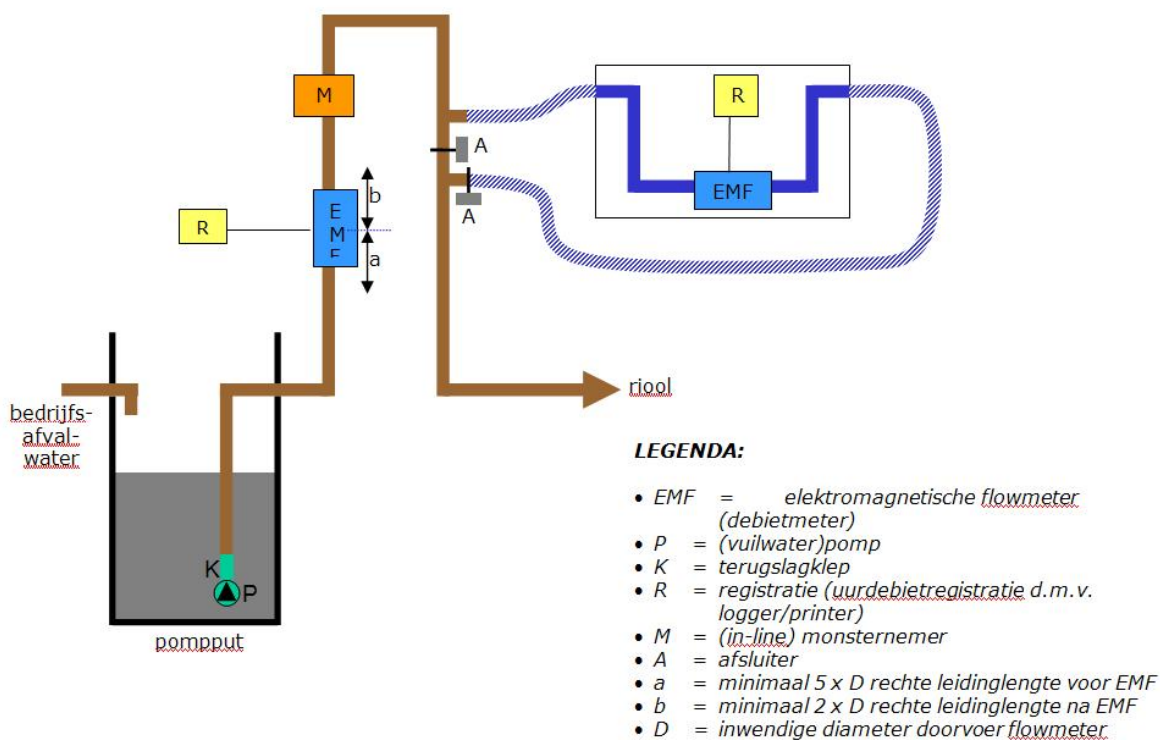 M
R
A
b
E
M
E
EMF
R
A
a
riool
bedrijfs-
afval-
water
K
P
pompput
LEGENDA:
• EMF = elektromagnetische flowmeter
(debietmeter)
• P = (vuilwater)pomp
• K = terugslagklep
• R = registratie (uurdebietregistratie d.m.v.
logger/printer)
• M = (in-line) monsternemer
• A = afsluiter
• a = minimaal 5 x D rechte leidinglengte voor EMF
• b = minimaal 2 x D rechte leidinglengte na EMF
• D = inwendige diameter doorvoer flowmeter